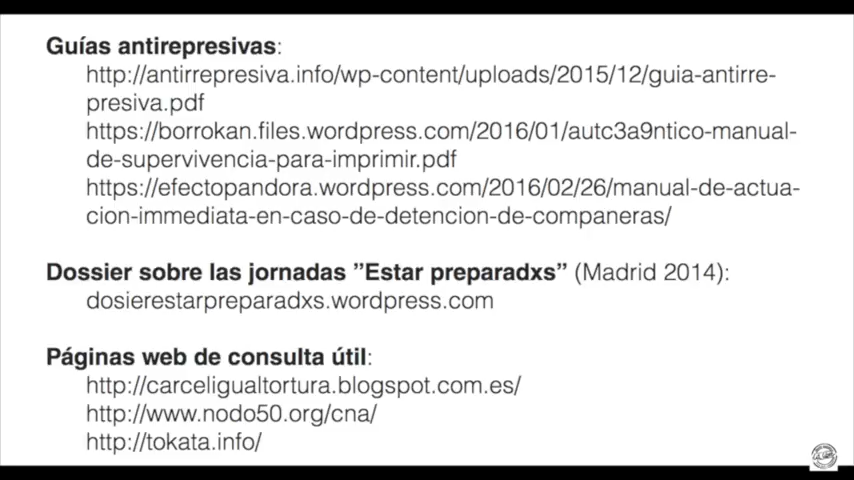 Guías antirepresivas:
http://antirrepresiva.info/wp-content/uploads/2015/12/guia-antirre-
presiva.pdf
https://borrokan.files.wordpress.com/2016/01/autc3a9ntico-manual-
de-supervivencia-para-imprimir.pdf
https://efectopandora.wordpress.com/2016/02/26/manual-de-actua-
cion-immediata-en-caso-de-detencion-de-companeras/
Dossier sobre las jornadas ”Estar preparadxs” (Madrid 2014):
dosierestarpreparadxs.wordpress.com
Páginas web de consulta útil:
http://carceligualtortura.blogspot.com.es/
http://www.nodo50.org/cna/
http://tokata.info/